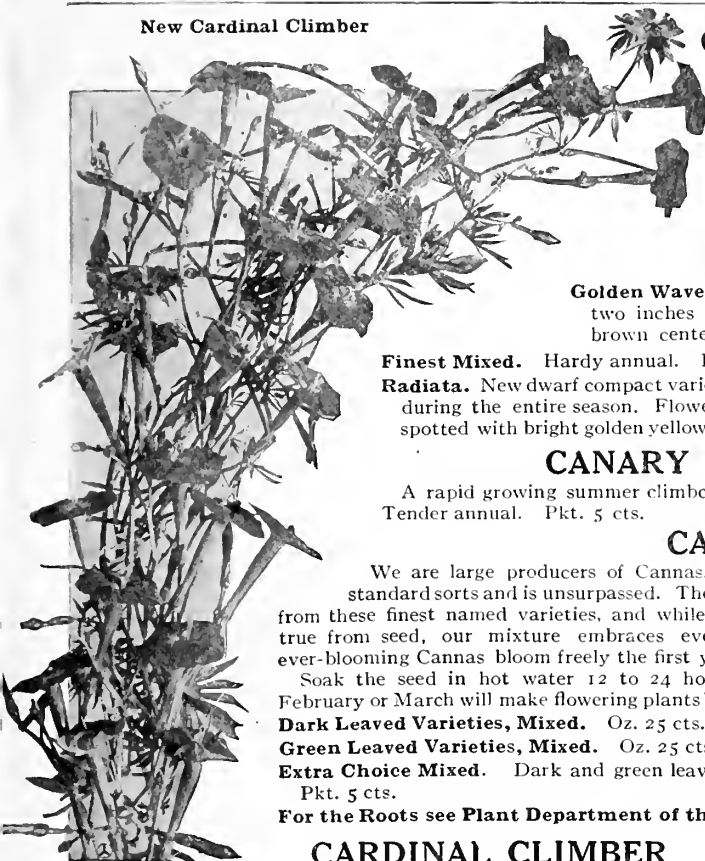 New Cardinal Climber
Golden Wave
two inches
brown cente
Finest Mixed. Hardy annual.
Radiata. New dwarf compact vari
during the entire season. Flowe
spotted with bright golden yellow
CANARY
A rapid growing summer climbe
Tender annual. Pkt. 5 cts.
CA
We are large producers of Cannas.
standard sorts and is unsurpassed. The
from these finest named varieties, and while
true from seed, our mixture embraces eve
ever-blooming Cannas bloom freely the first y
Soak the seed in hot water 12 to 24 ho
February or March will make flowering plants
Dark Leaved Varieties, Mixed. Oz. 25 cts.
Green Leaved Varieties, Mixed. Oz. 25 cts
Extra Choice Mixed. Dark and green leav
Pkt. 5 cts.
For the Roots see Plant Department of th
CARDINAL CLIMBER